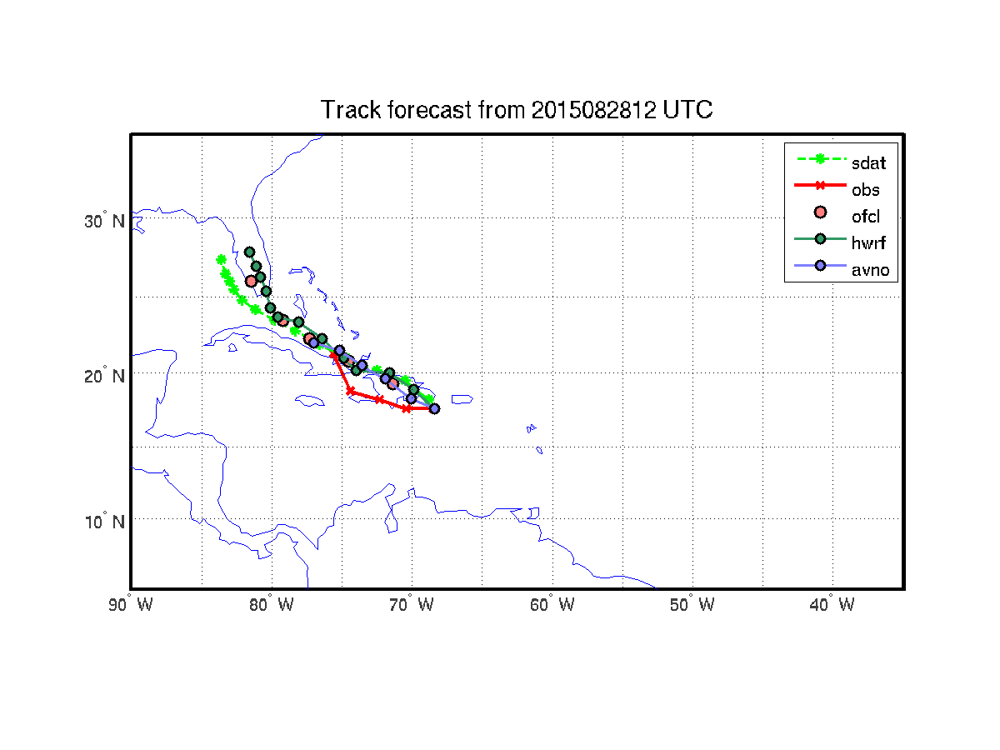 Track forecast from 2015082812 UTC
sdat
obs
ofcl
hwrf
avno
30° N
20° N
10° N
90° W 80° W 70° W 60° W 50° W 40° W